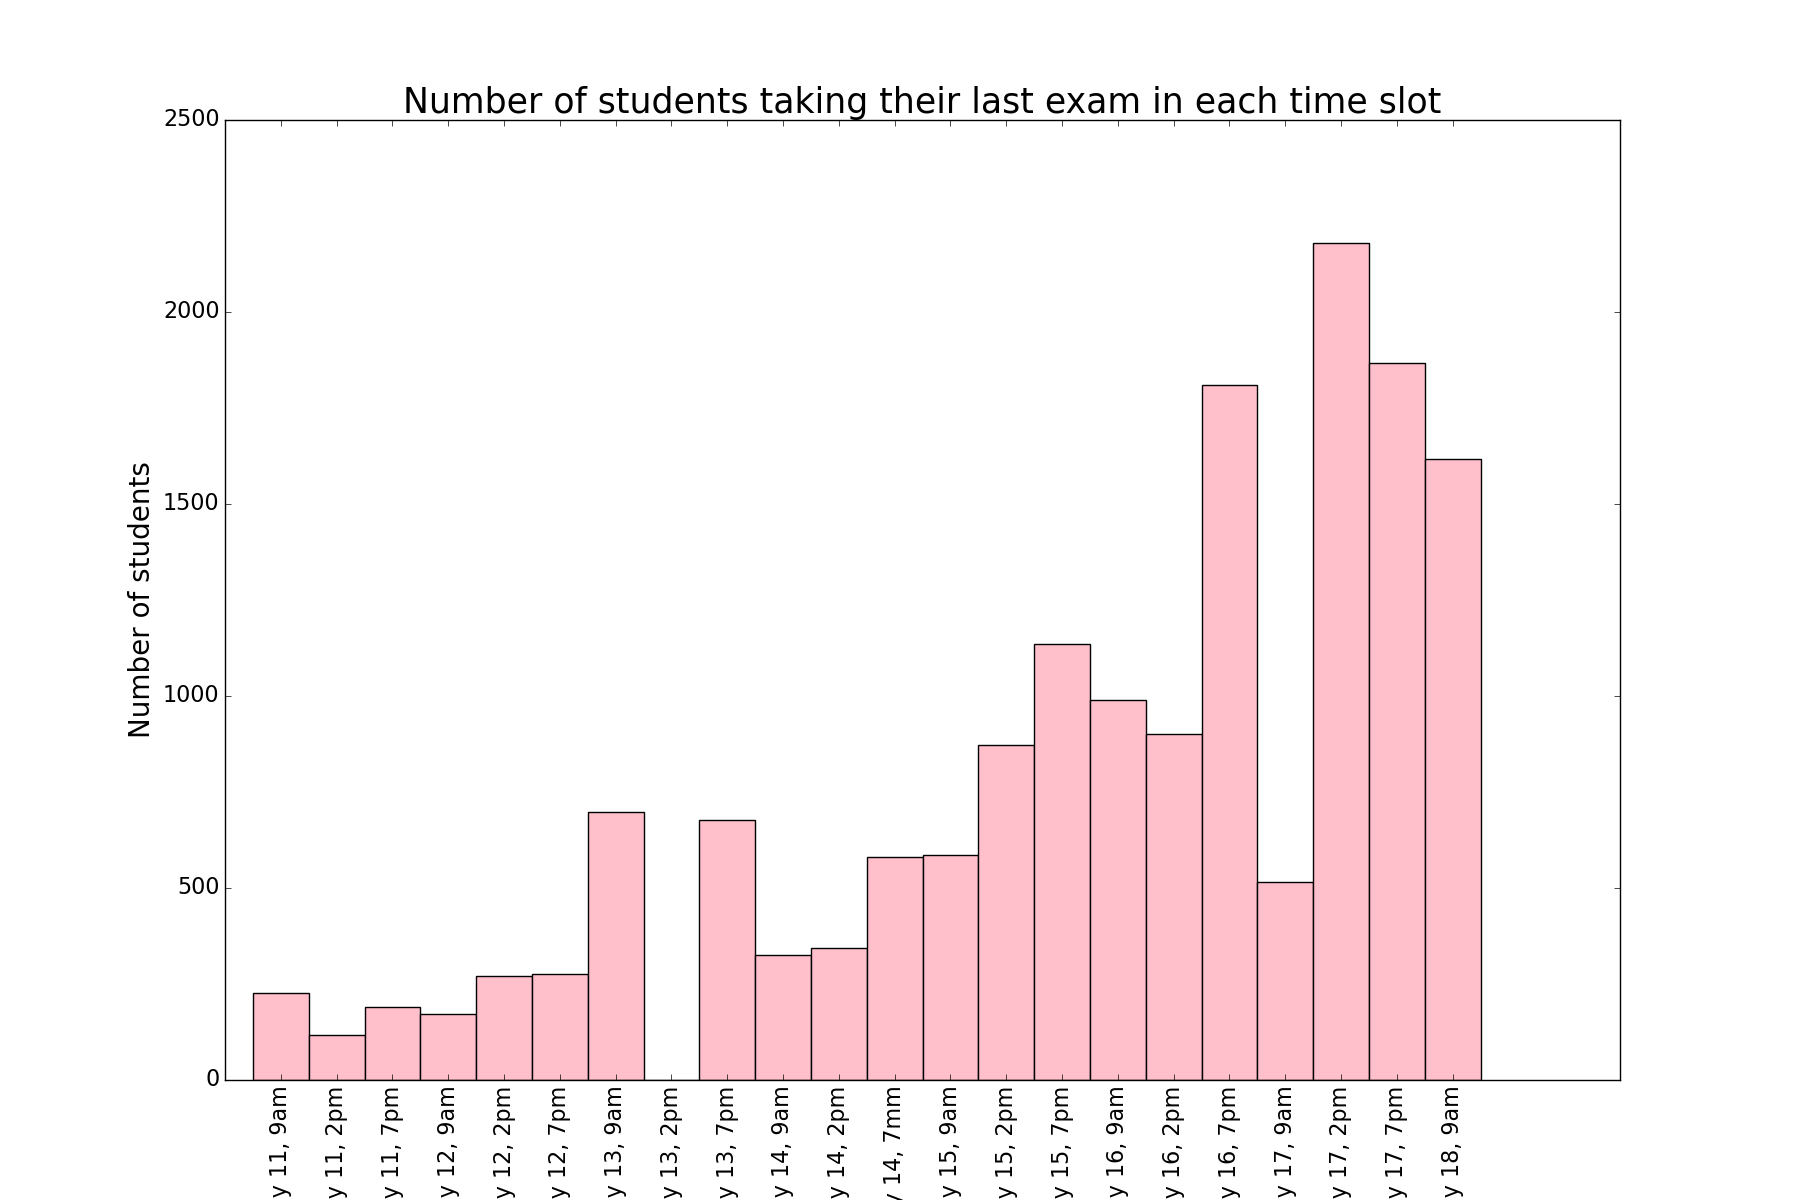 Number of students taking their last exam in each time slot
Number of students
2500
2000
1500
1000
500
0
y 11, 9am
y 11, 2pm
y 11, 7pm
y 12, 9am
y 12, 2pm
y 12, 7pm
y 13, 9am
y 13, 2pm
y 13, 7pm
y 14, 9am
y 14, 2pm
y 14, 7mm
y 15, 9am
y 15, 2pm
y 15, 7pm
y 16, 9am
y 16, 2pm
y 16, 7pm
y 17, 9am
y 17, 2pm
y 17, 7pm
y 18, 9am